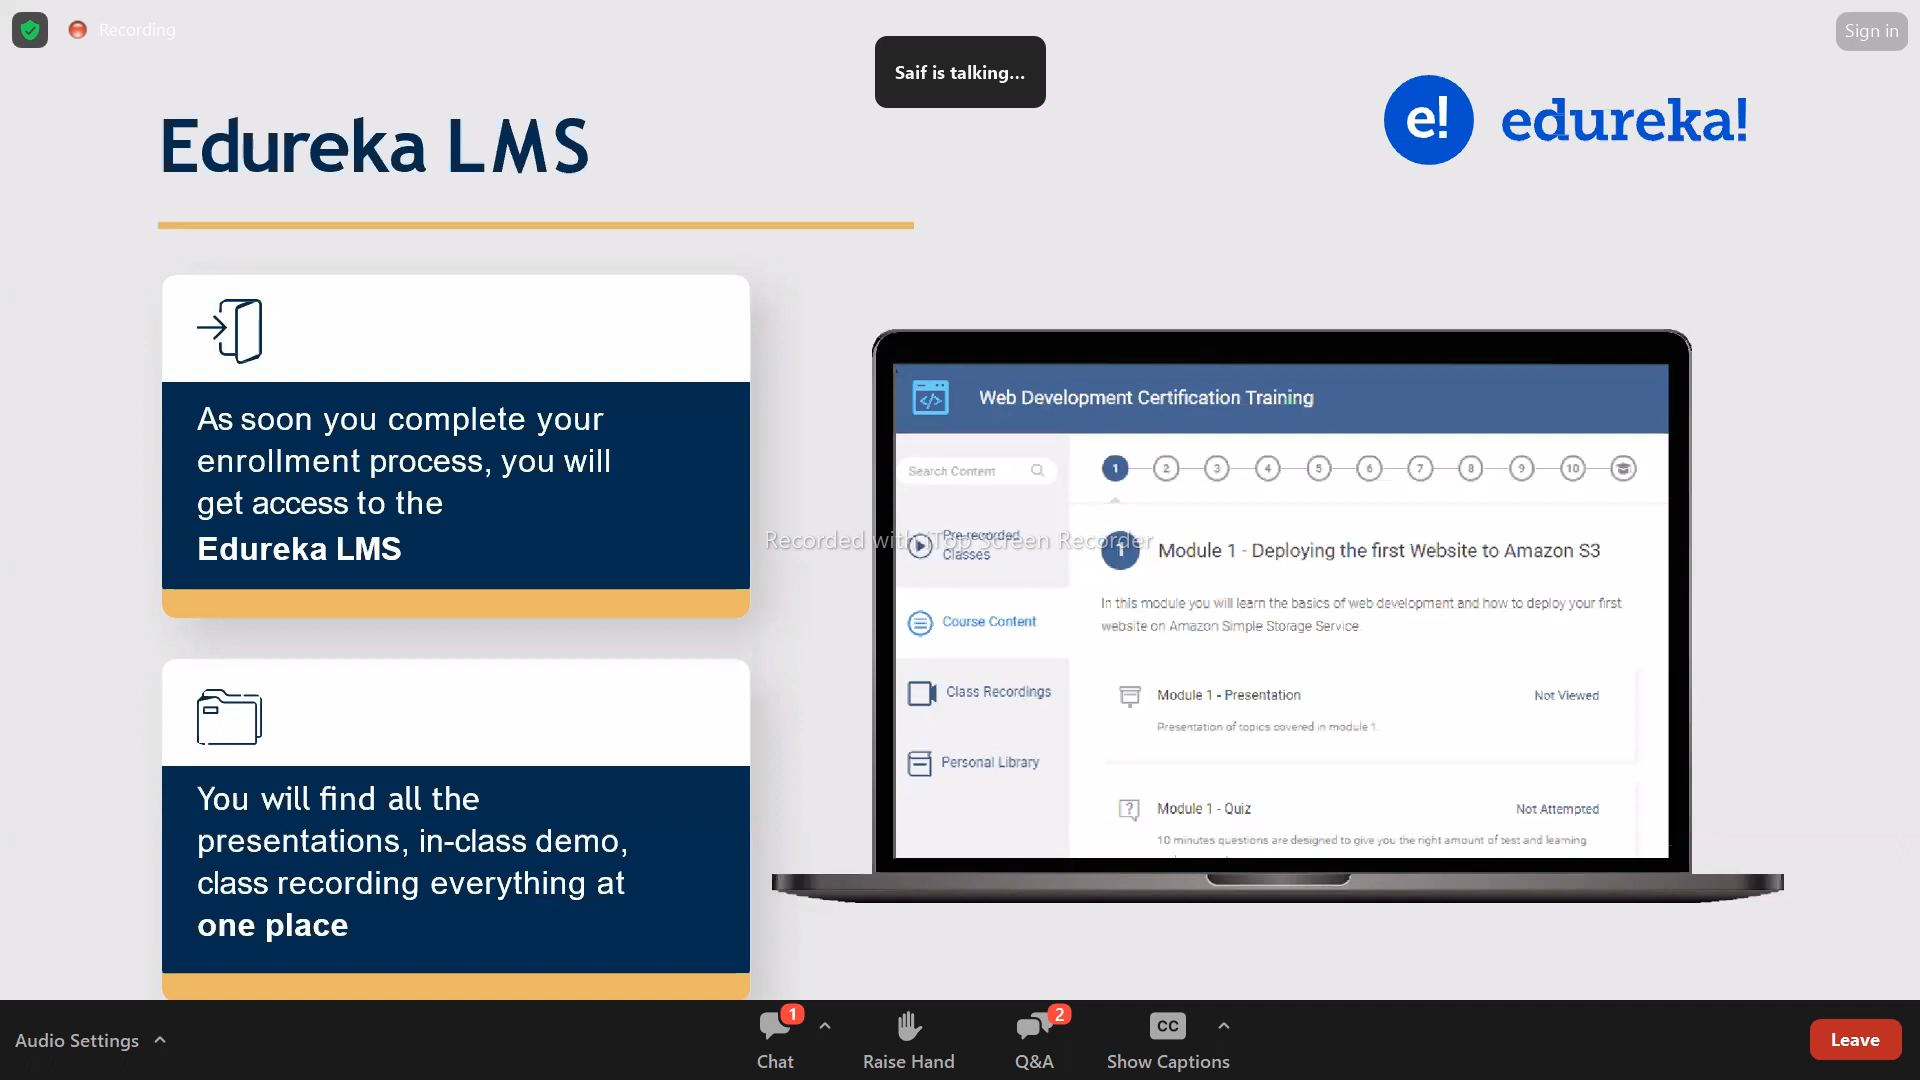 Recording
Sign in
Saif is talking...
Edureka LMS
e! edureka!
As soon you complete your
enrollment process, you will
get access to the
Edureka LMS
You will find all the
presentations, in-class demo,
class recording everything at
one place
Web Development Certification Training
Search Content
1 2 3 4 5 6 7 8 9 10
Pre-recorded
Classes
Course Content
Class Recordings
Personal Library
Recorded with iTop Screen Recorder
1 Module 1 - Deploying the first Website to Amazon S3
In this module you will learn the basics of web development and how to deploy your first
website on Amazon Simple Storage Service
Module 1 - Presentation Not Viewed
Presentation of topics covered in module 1.
Module 1 - Quiz Not Attempted
10 minutes questions are designed to give you the right amount of test and learning
Audio Settings
1
Chat
Raise Hand
2
Q&A
CC
Show Captions
Leave